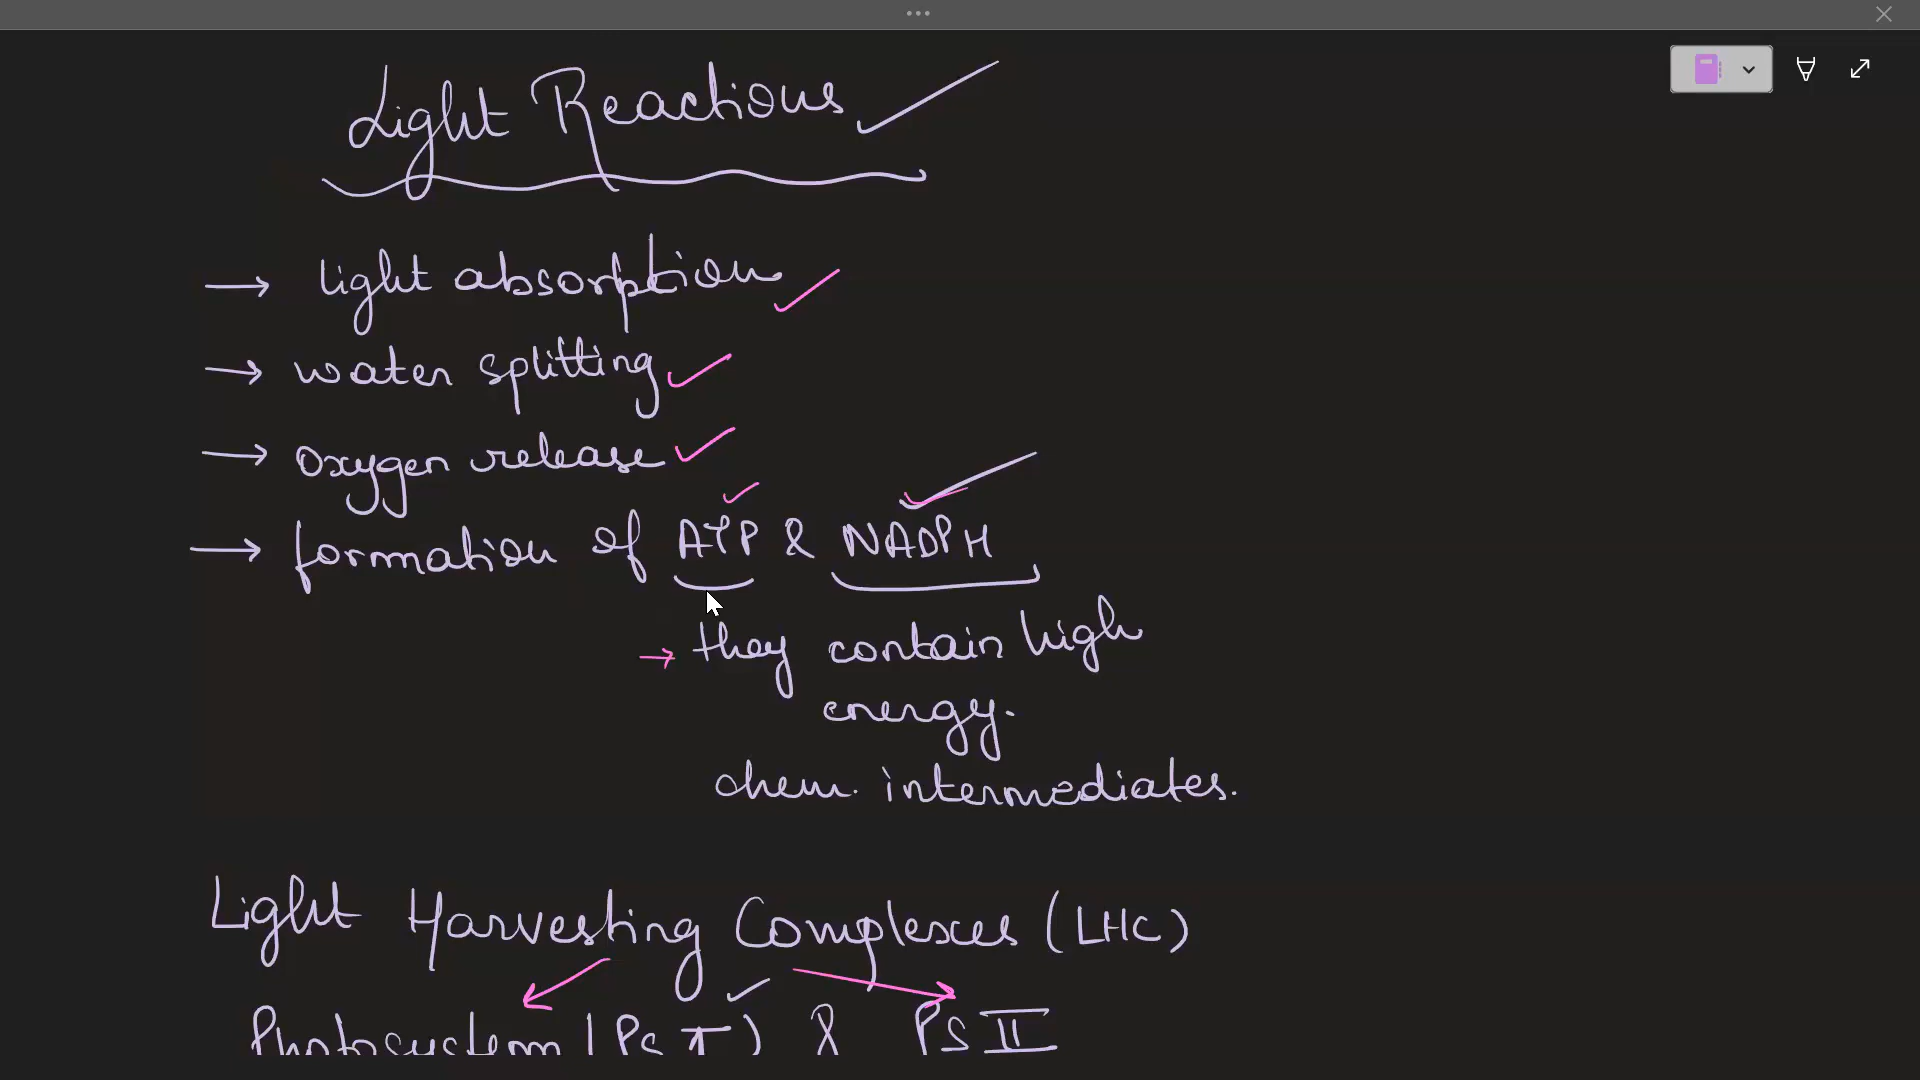 Light Reactions
→ light absorption
→ water splitting
→ oxygen release
→ formation of ATP & NADPH
→ they contain high
energy.
chem. intermediates.
Light Harvesting Complexes (LHC)
Photosystem (PS I) & PS II